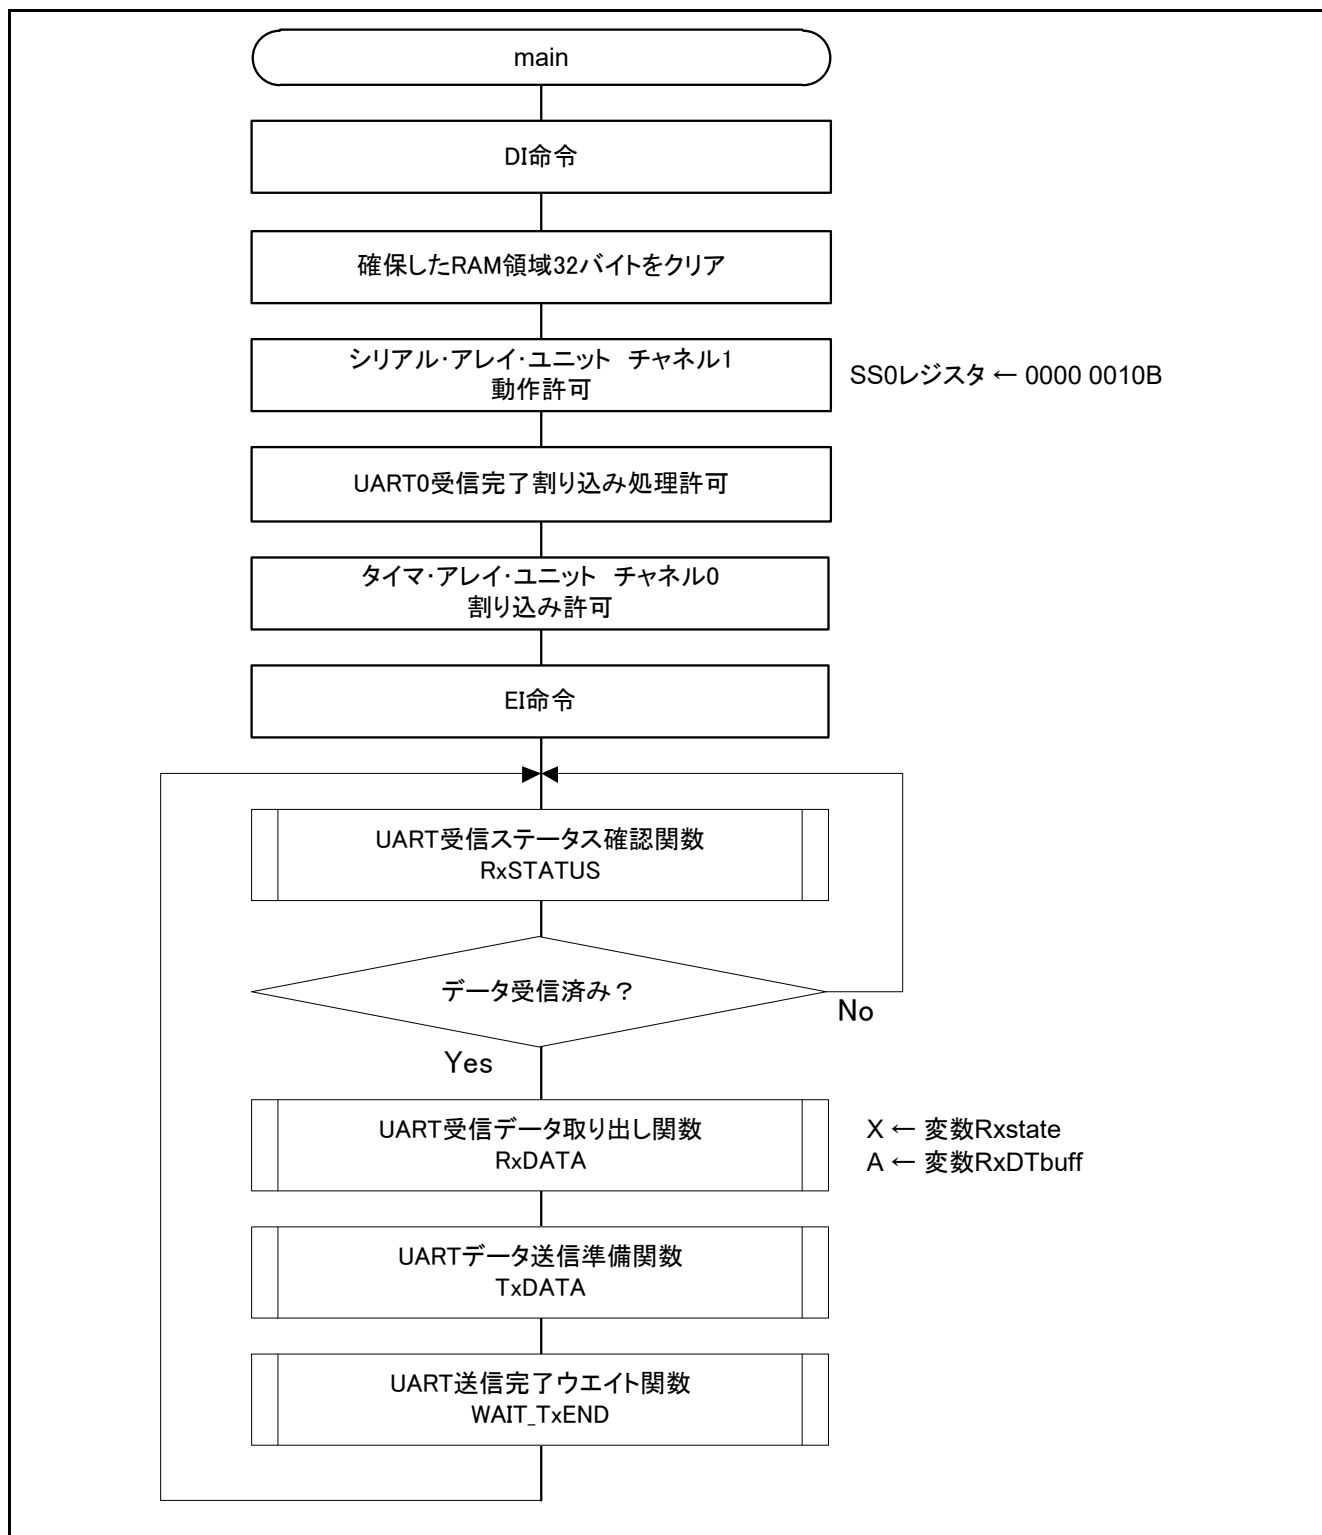 main
DI命令
確保したRAM領域32バイトをクリア
シリアル･アレイ･ユニット　チャネル1
動作許可
SS0レジスタ ← 0000 0010B
UART0受信完了割り込み処理許可
タイマ･アレイ･ユニット　チャネル0
割り込み許可
EI命令
UART受信ステータス確認関数
RxSTATUS
データ受信済み？
No
Yes
UART受信データ取り出し関数
RxDATA
X ← 変数Rxstate
A ← 変数RxDTbuff
UARTデータ送信準備関数
TxDATA
UART送信完了ウエイト関数
WAIT_TxEND